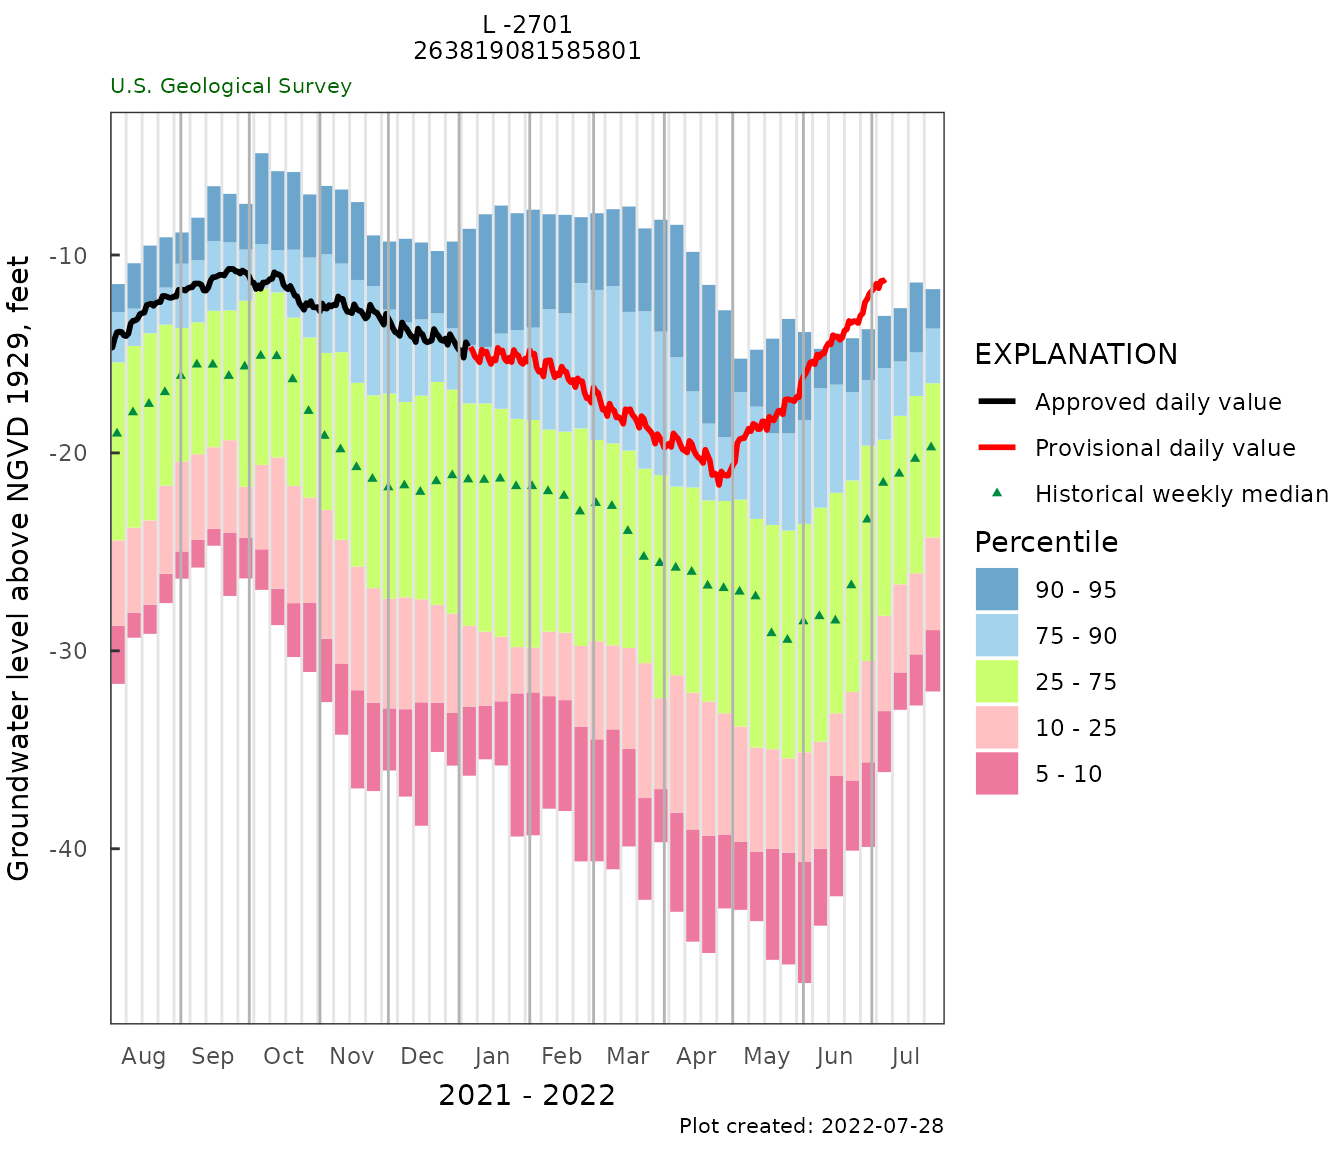 L -2701
263819081585801
U.S. Geological Survey
Groundwater level above NGVD 1929, feet
-10
-20
-30
-40
Aug Sep Oct Nov Dec Jan Feb Mar Apr May Jun Jul
2021 - 2022
Plot created: 2022-07-28
EXPLANATION
Approved daily value
Provisional daily value
Historical weekly median
Percentile
90 - 95
75 - 90
25 - 75
10 - 25
5 - 10